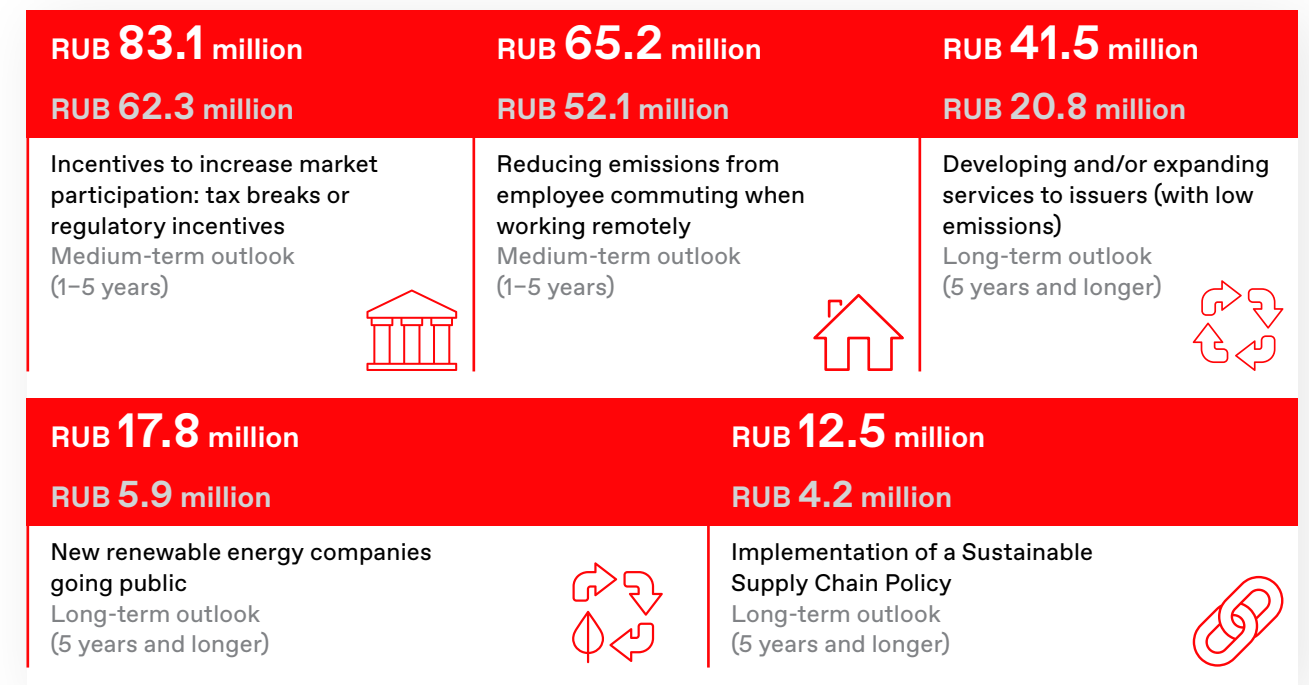 RUB 83.1 million
RUB 62.3 million
Incentives to increase market
participation: tax breaks or
regulatory incentives
Medium-term outlook
(1–5 years)
RUB 65.2 million
RUB 52.1 million
Reducing emissions from
employee commuting when
working remotely
Medium-term outlook
(1–5 years)
RUB 41.5 million
RUB 20.8 million
Developing and/or expanding
services to issuers (with low
emissions)
Long-term outlook
(5 years and longer)
RUB 17.8 million
RUB 5.9 million
New renewable energy companies
going public
Long-term outlook
(5 years and longer)
RUB 12.5 million
RUB 4.2 million
Implementation of a Sustainable
Supply Chain Policy
Long-term outlook
(5 years and longer)